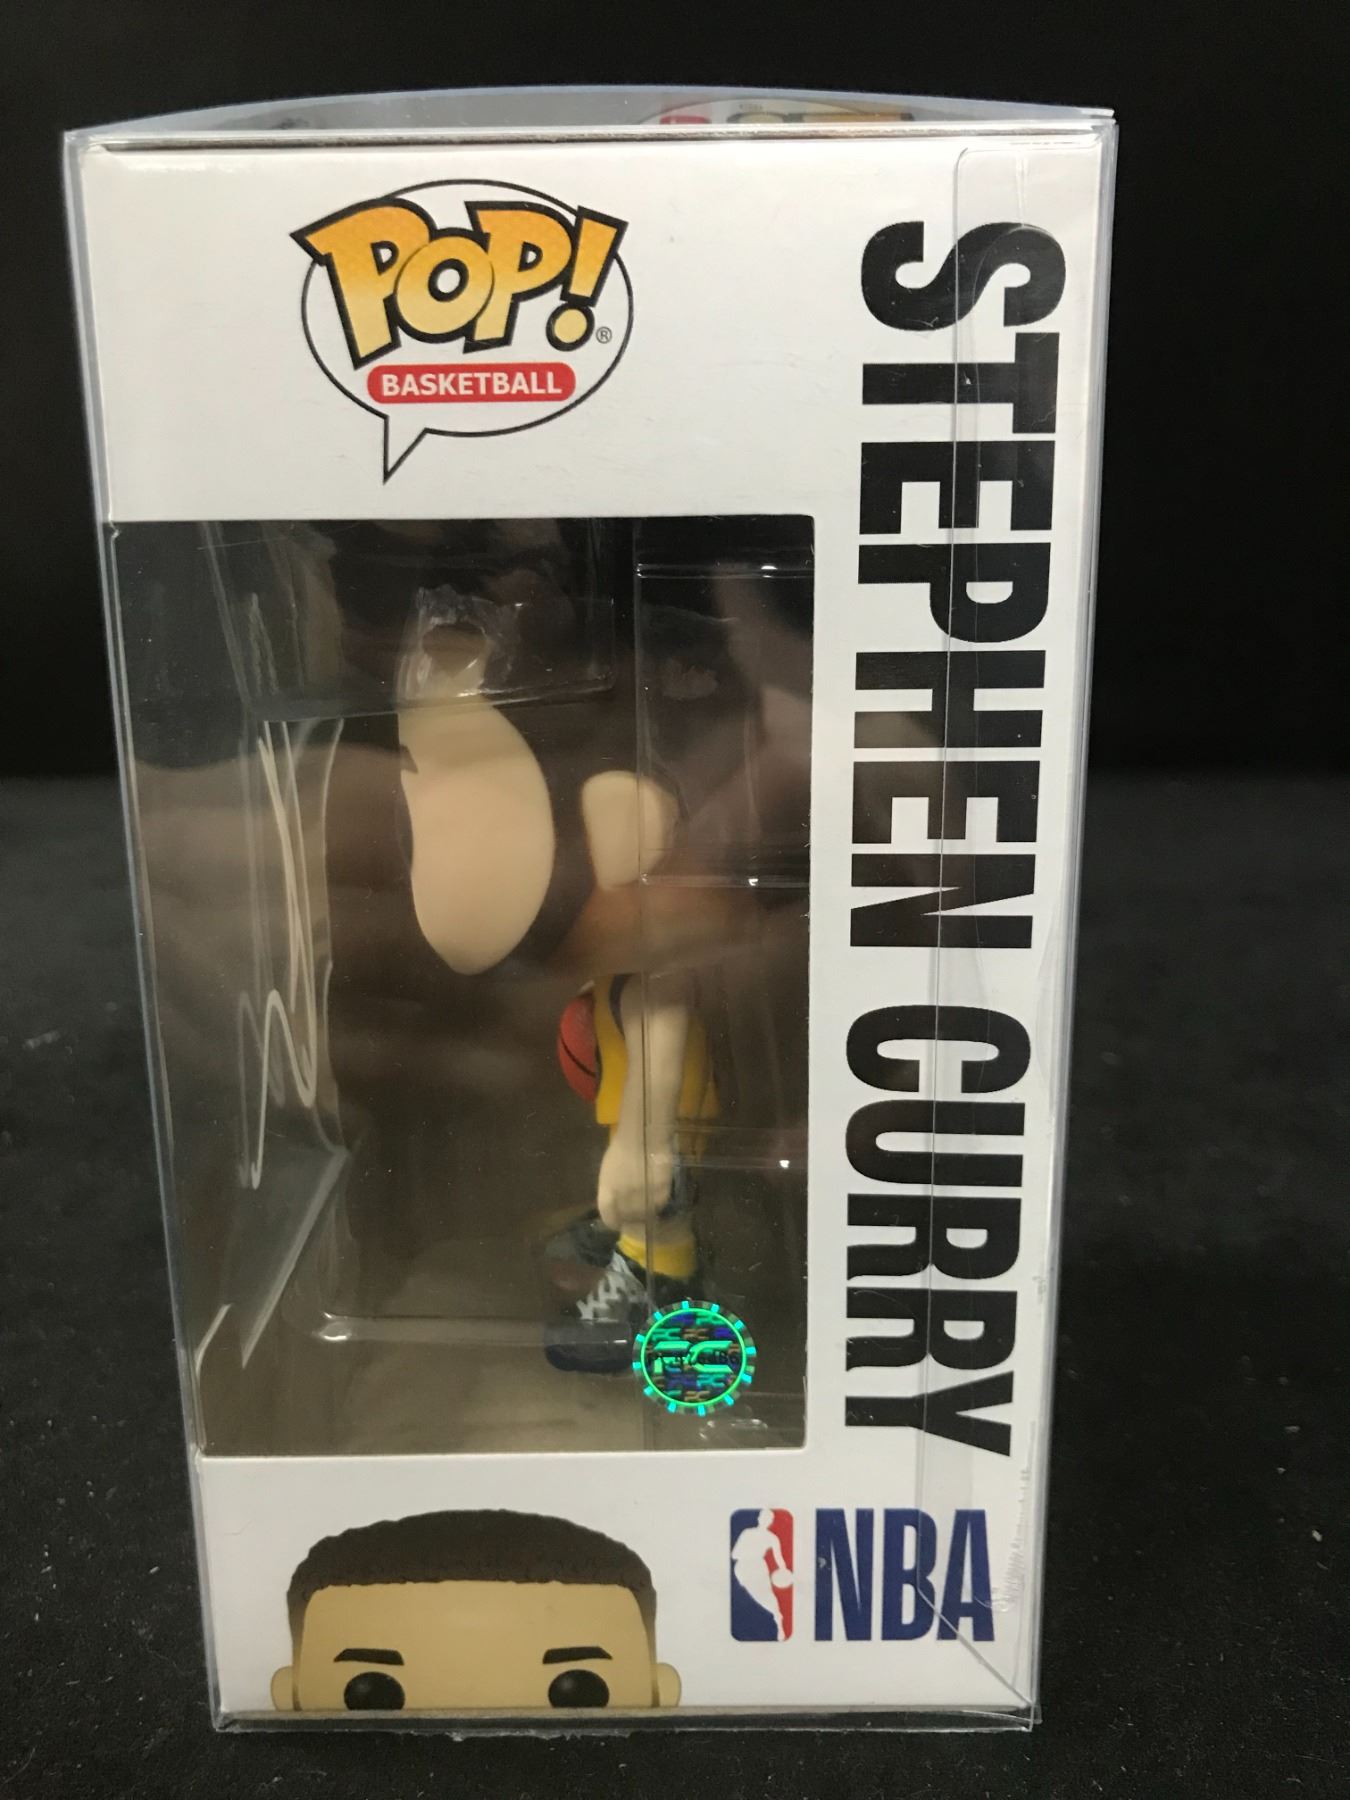 POP! ®
BASKETBALL
STEPHEN CURRY
NBA